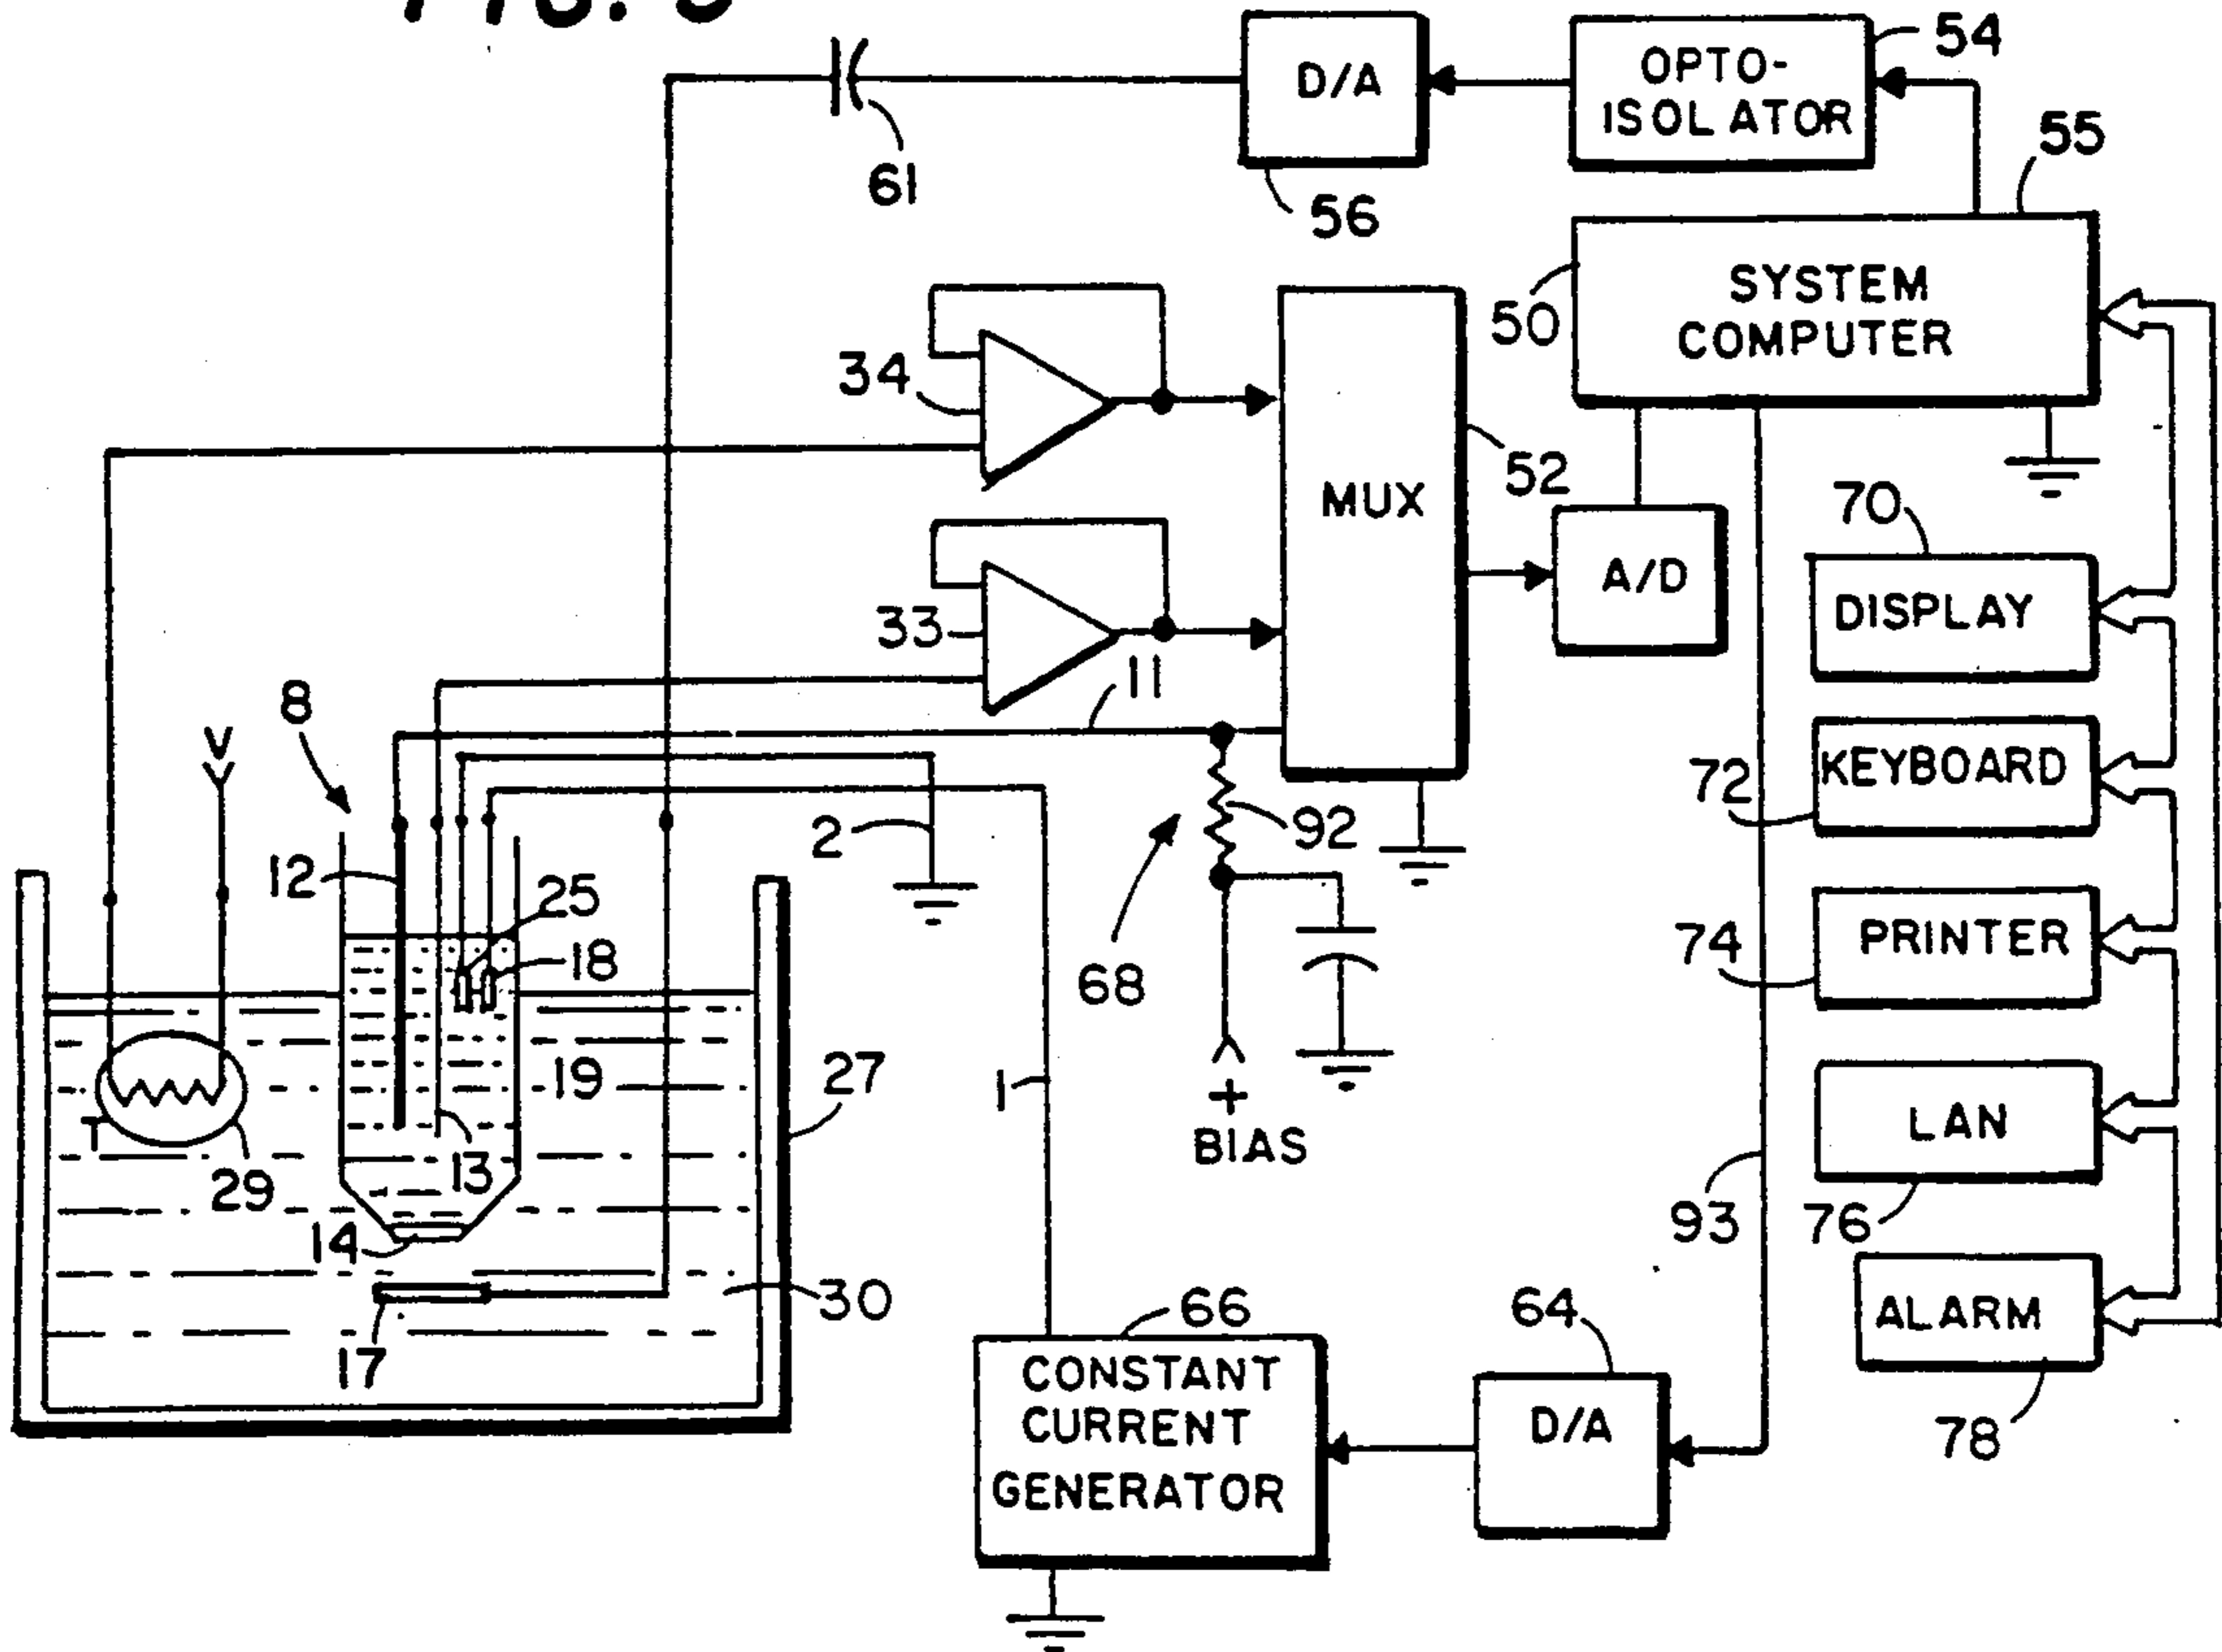 FIG. 5
D/A
OPTO-
ISOLATOR
54
61
56
55
50
SYSTEM
COMPUTER
34
52
MUX
70
A/D
DISPLAY
33
11
8
V
72
KEYBOARD
92
2
12
25
18
74
PRINTER
68
19
27
1
+
BIAS
LAN
T
29
13
93
76
14
30
17
66
64
ALARM
CONSTANT
CURRENT
GENERATOR
D/A
78